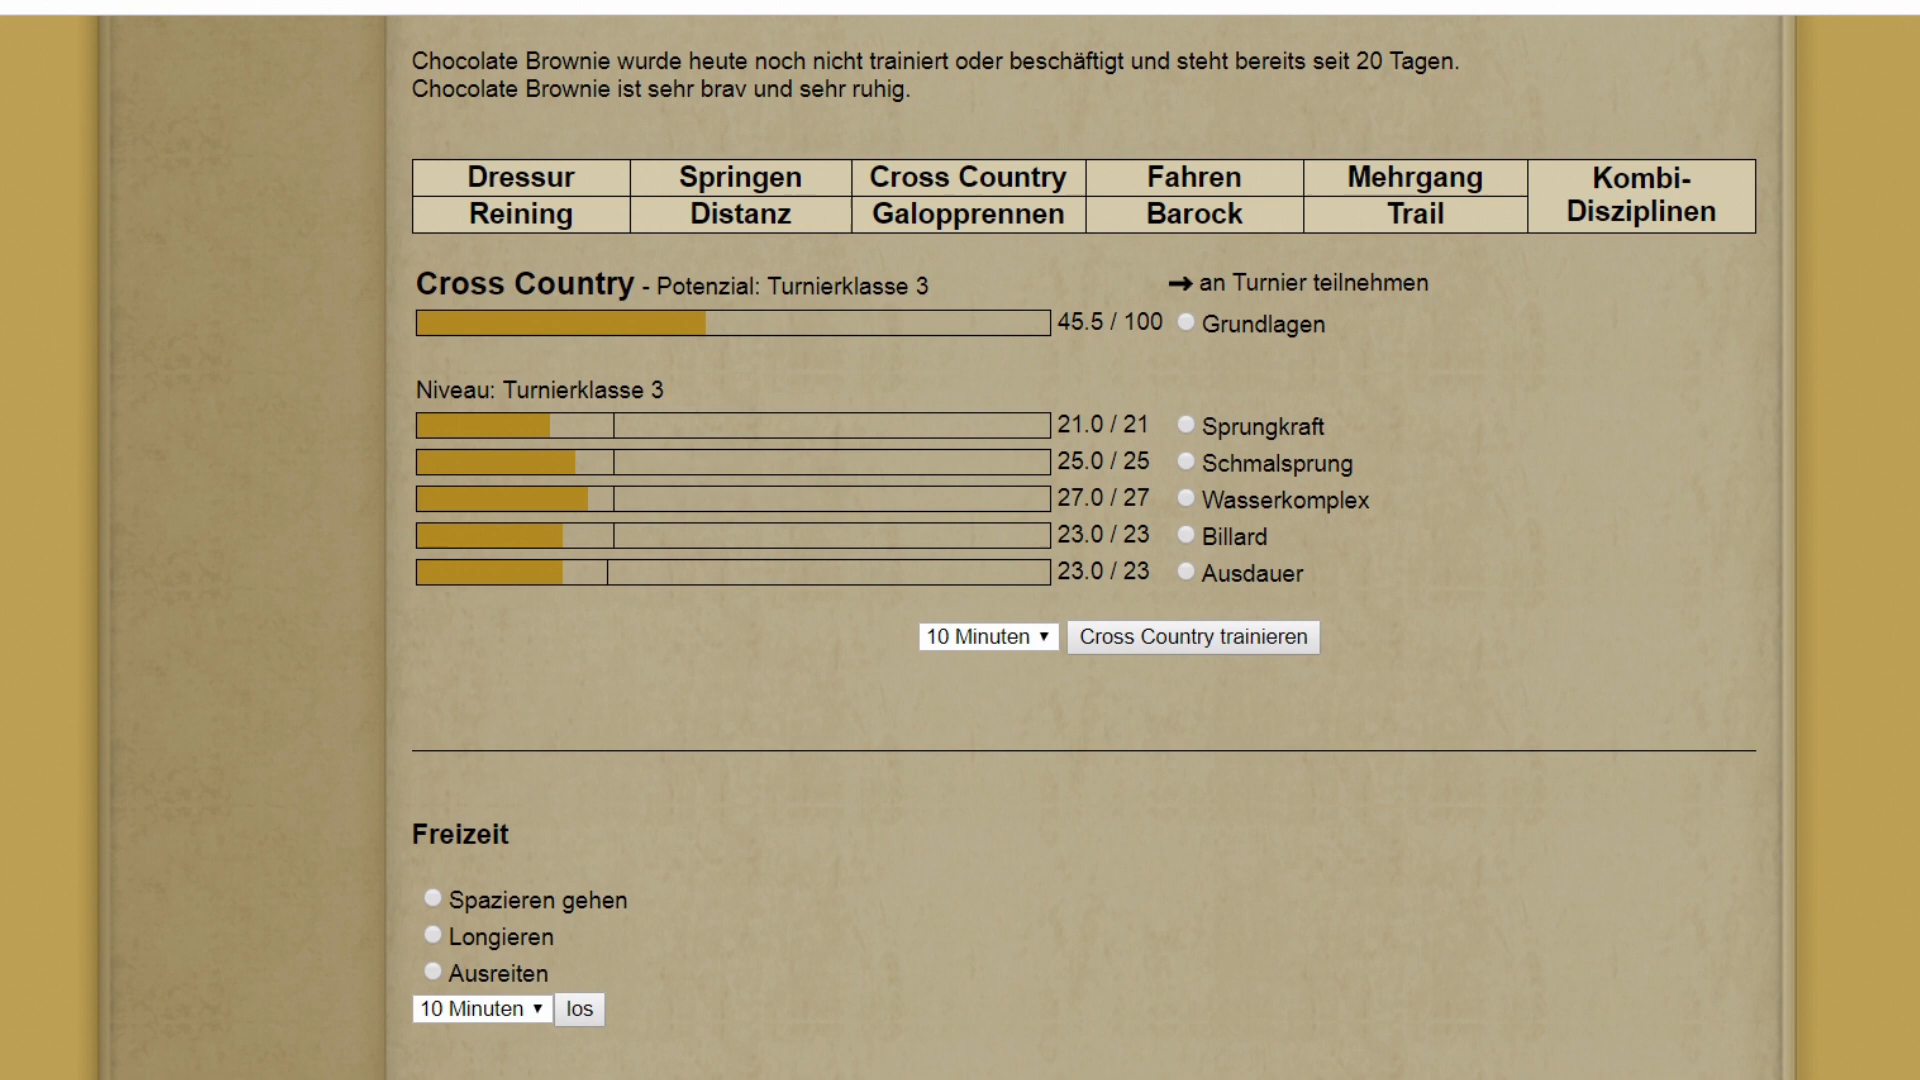 Chocolate Brownie wurde heute noch nicht trainiert oder beschäftigt und steht bereits seit 20 Tagen.
Chocolate Brownie ist sehr brav und sehr ruhig.
Dressur Springen Cross Country Fahren Mehrgang Kombi-
Disziplinen
Reining Distanz Galopprennen Barock Trail
Cross Country - Potenzial: Turnierklasse 3 ➞ an Turnier teilnehmen
45.5 / 100 Grundlagen
Niveau: Turnierklasse 3
21.0 / 21 Sprungkraft
25.0 / 25 Schmalsprung
27.0 / 27 Wasserkomplex
23.0 / 23 Billard
23.0 / 23 Ausdauer
10 Minuten Cross Country trainieren
Freizeit
Spazieren gehen
Longieren
Ausreiten
10 Minuten los